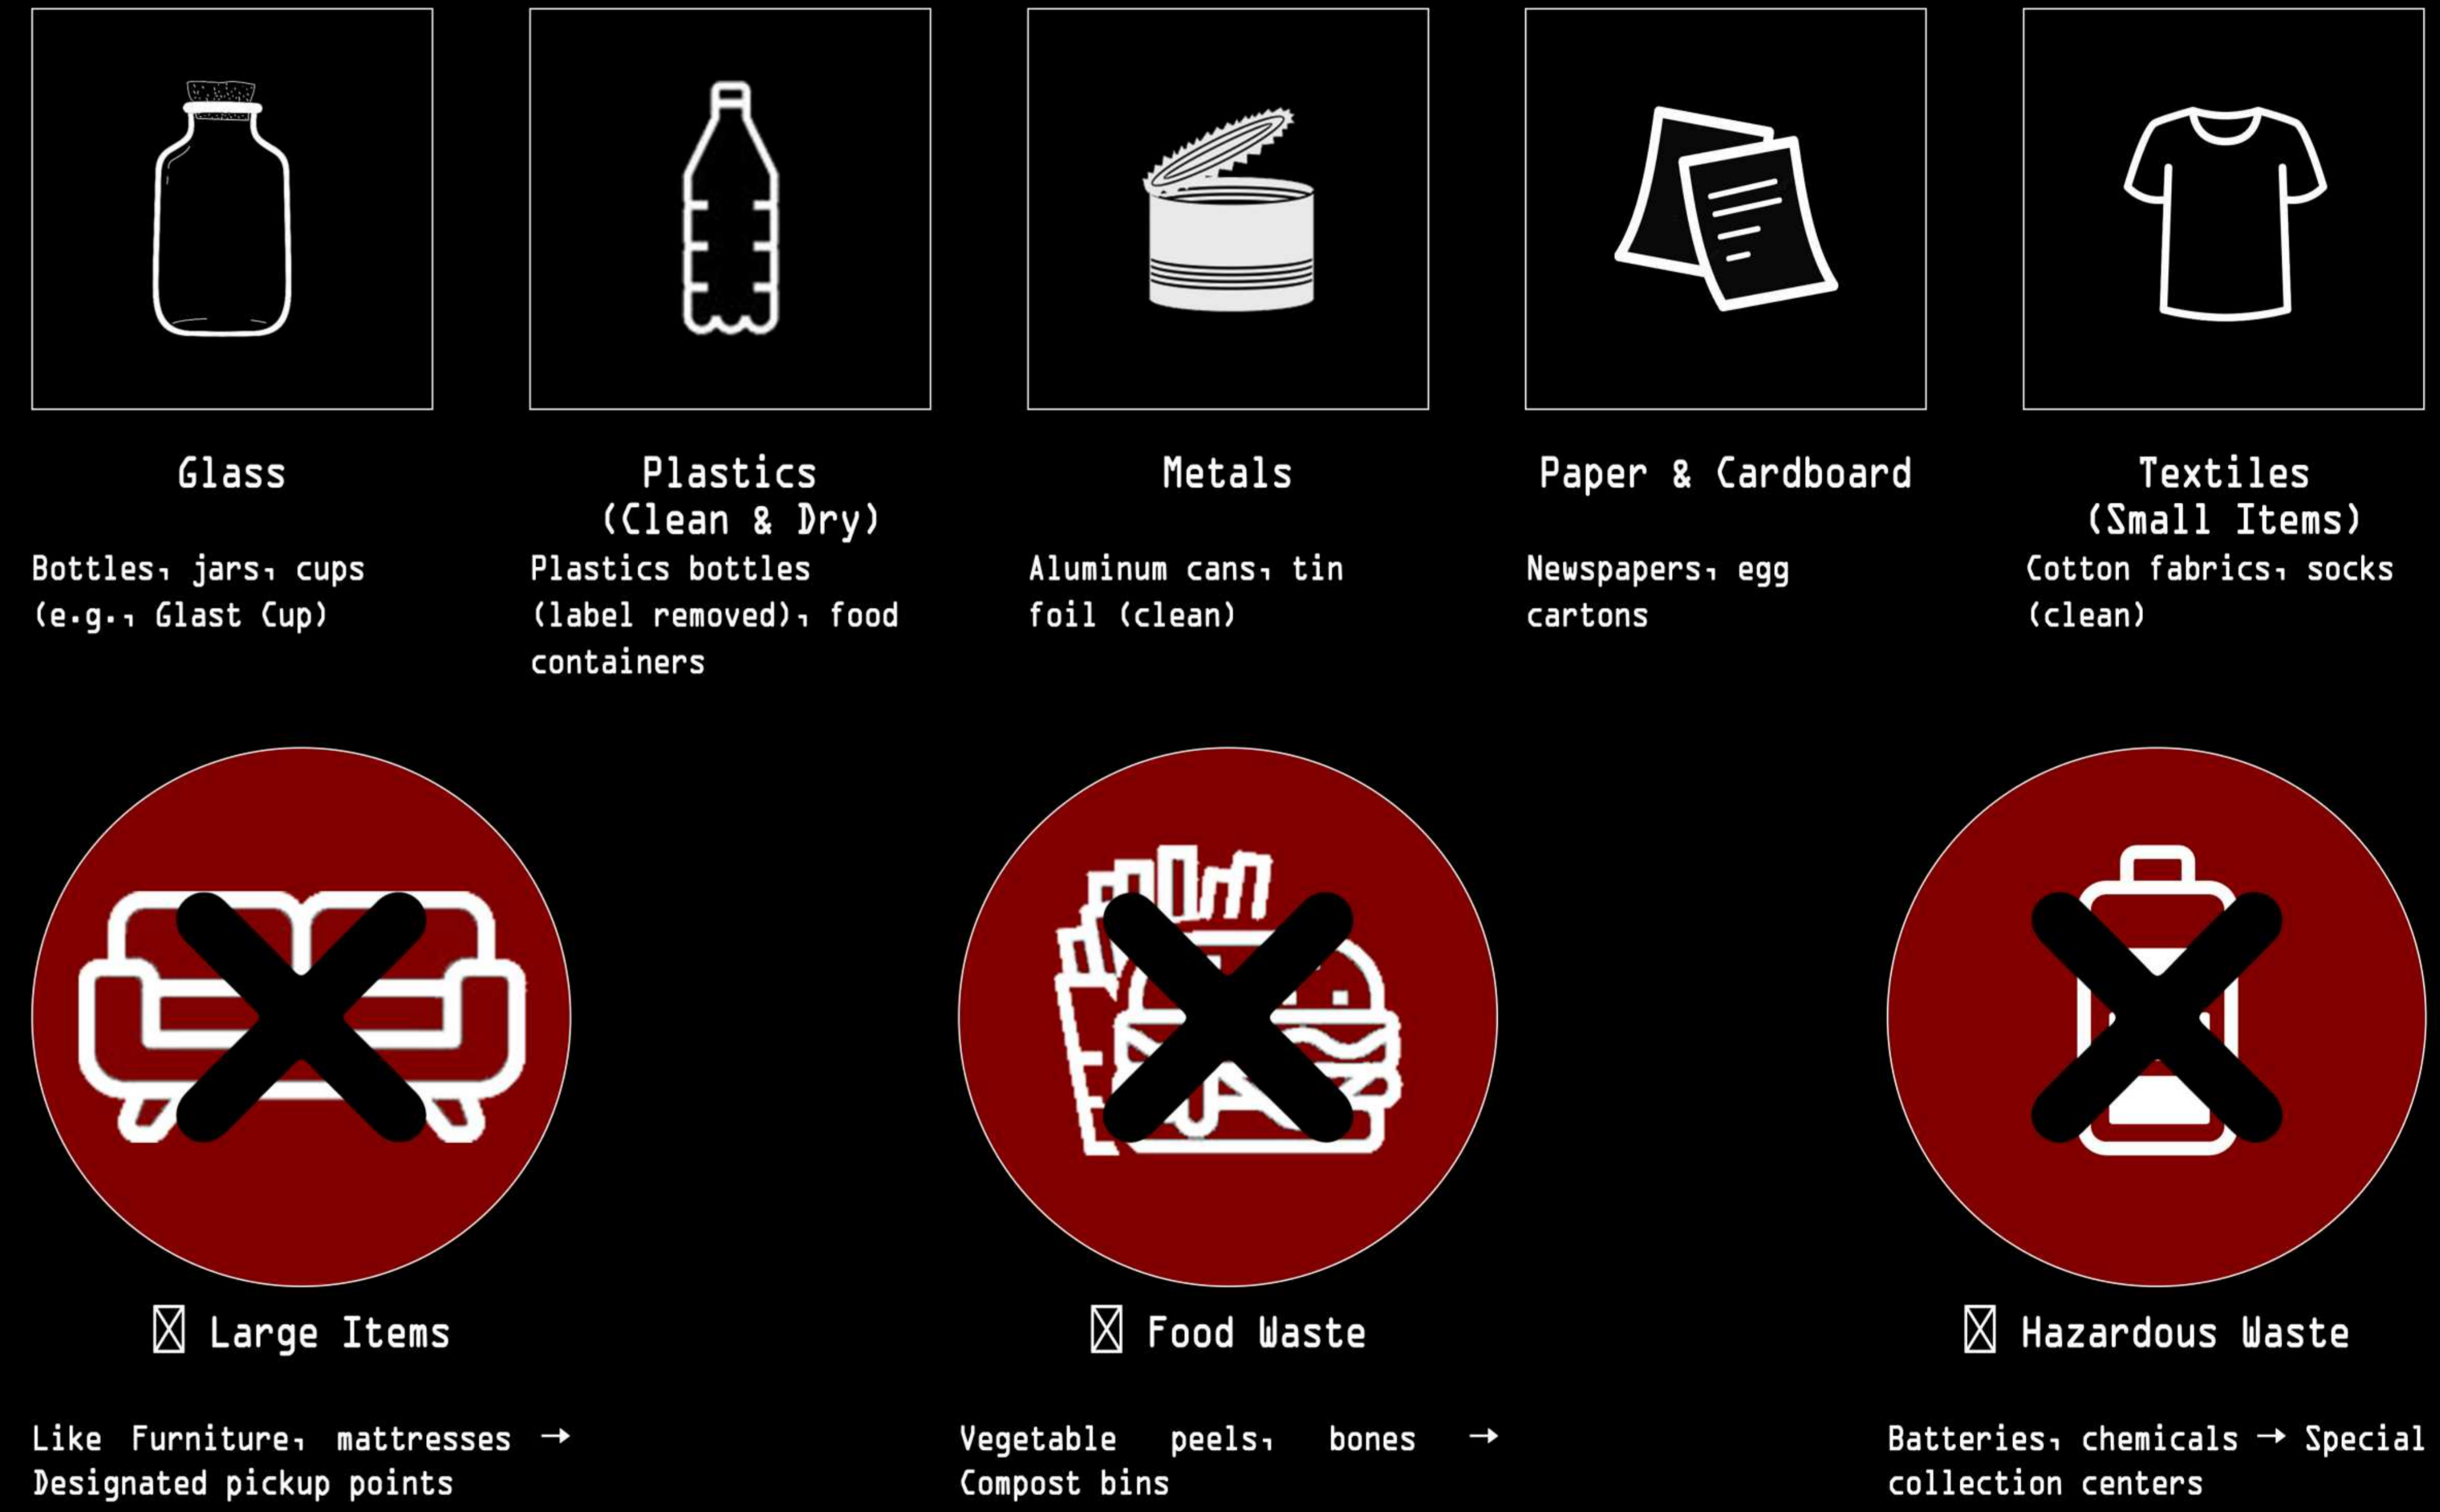 Glass
Plastics
(Clean & Dry)
Metals
Paper & Cardboard
Textiles
(Small Items)
Bottles, jars, cups
(e.g., Glast Cup)
Plastics bottles
(label removed), food
containers
Aluminum cans, tin
foil (clean)
Newspapers, egg
cartons
Cotton fabrics, socks
(clean)
Large Items
Food Waste
Hazardous Waste
Like Furniture, mattresses →
Designated pickup points
Vegetable peels, bones →
Compost bins
Batteries, chemicals → Special
collection centers